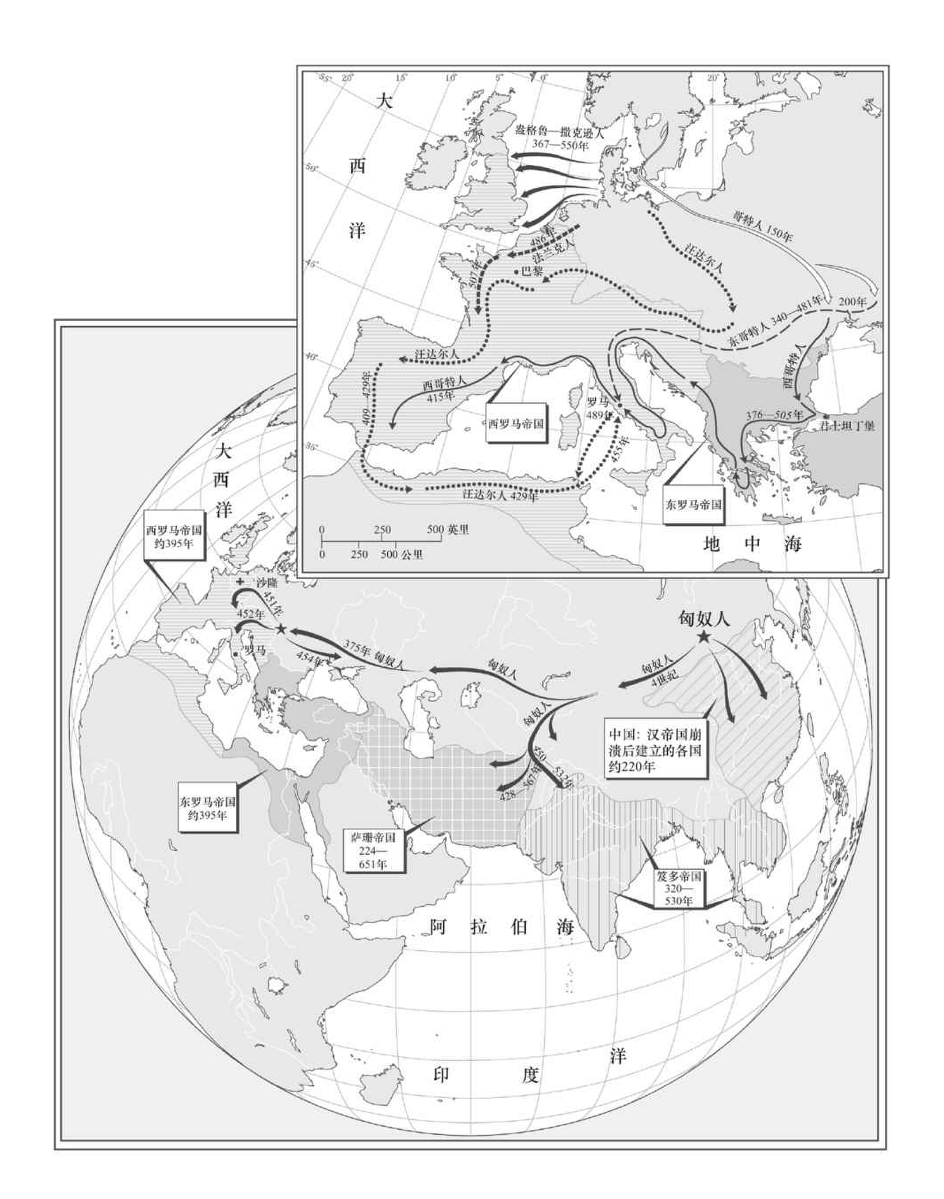 55°
20°
15°
10°
5°
0°
20°
大
西
洋
50°
45°
40°
35°
盎格鲁—撒克逊人
367—550年
哥特人 150年
486年
法兰克人
507年
巴黎
汪达尔人
200年
东哥特人 340—481年
西哥特人
汪达尔人
西哥特人
415年
409—429年
西罗马帝国
罗马
489年
455年
376—505年
君士坦丁堡
汪达尔人 429年
东罗马帝国
0 250 500 英里
0 250 500 公里
地中海
大
西
洋
西罗马帝国
约395年
沙隆
451年
452年
罗马
454年
375年 匈奴人
匈奴人
匈奴人
匈奴人
4世纪
匈奴人
450—532年
428—567年
中国：汉帝国崩
溃后建立的各国
约220年
东罗马帝国
约395年
萨珊帝国
224—
651年
笈多帝国
320—
530年
阿拉伯海
印度洋